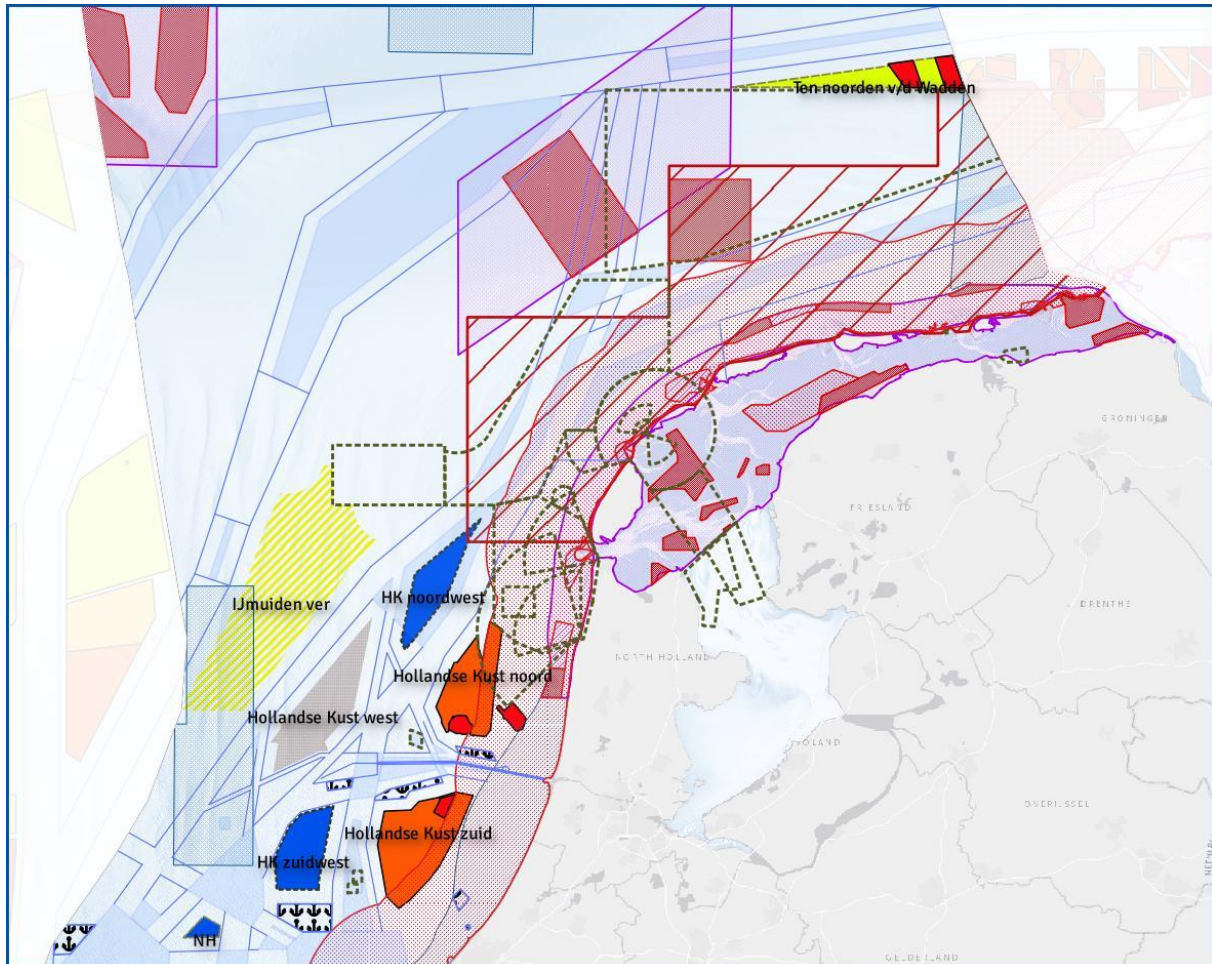 Ten noorden v/d Wadden
GRONINGEN
FRIESLAND
DRENTHE
IJmuiden ver
HK noordwest
NORTH HOLLAND
Hollandse Kust noord
Hollandse Kust west
OVERIJSSEL
Hollandse Kust zuid
HK zuidwest
NH
GELDERLAND